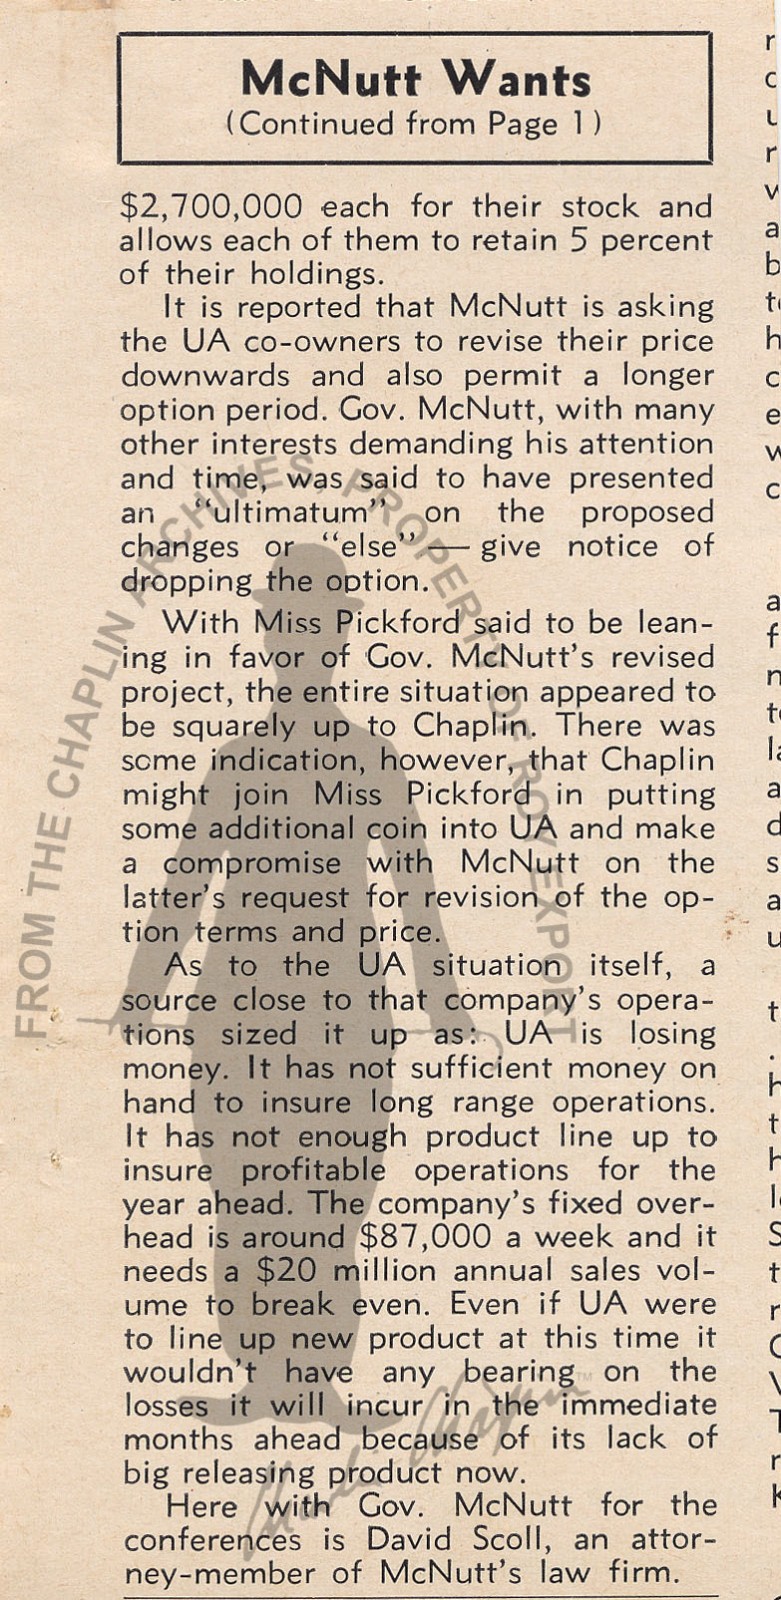 McNutt Wants
(Continued from Page 1)
$2,700,000 each for their stock and
allows each of them to retain 5 percent
of their holdings.
It is reported that McNutt is asking
the UA co-owners to revise their price
downwards and also permit a longer
option period. Gov. McNutt, with many
other interests demanding his attention
and time, was said to have presented
an "ultimatum" on the proposed
changes or "else" — give notice of
dropping the option.
With Miss Pickford said to be lean-
ing in favor of Gov. McNutt's revised
project, the entire situation appeared to
be squarely up to Chaplin. There was
some indication, however, that Chaplin
might join Miss Pickford in putting
some additional coin into UA and make
a compromise with McNutt on the
latter's request for revision of the op-
tion terms and price.
As to the UA situation itself, a
source close to that company's opera-
tions sized it up as: UA is losing
money. It has not sufficient money on
hand to insure long range operations.
It has not enough product line up to
insure profitable operations for the
year ahead. The company's fixed over-
head is around $87,000 a week and it
needs a $20 million annual sales vol-
ume to break even. Even if UA were
to line up new product at this time it
wouldn't have any bearing on the
losses it will incur in the immediate
months ahead because of its lack of
big releasing product now.
Here with Gov. McNutt for the
conferences is David Scoll, an attor-
ney-member of McNutt's law firm.
FROM THE CHAPLIN ARCHIVES, PROPERTY OF ROY EXPORT
Charlie Chaplin™